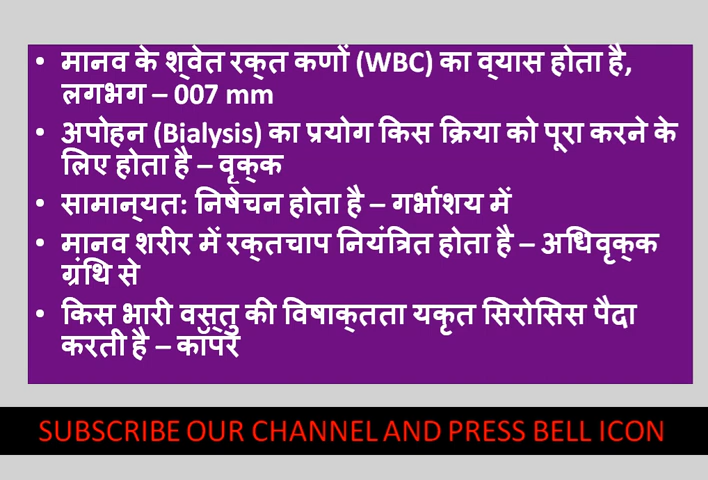 • मानव के श्वेत रक्त कणों (WBC) का व्यास होता है,
लगभग – 007 mm
• अपोहन (Bialysis) का प्रयोग किस क्रिया को पूरा करने के
लिए होता है – वृक्क
• सामान्यत: निषेचन होता है – गर्भाशय में
• मानव शरीर में रक्तचाप नियंत्रित होता है – अधिवृक्क
ग्रंथि से
• किस भारी वस्तु की विषाक्तता यकृत सिरोसिस पैदा
करती है – कॉपर
SUBSCRIBE OUR CHANNEL AND PRESS BELL ICON